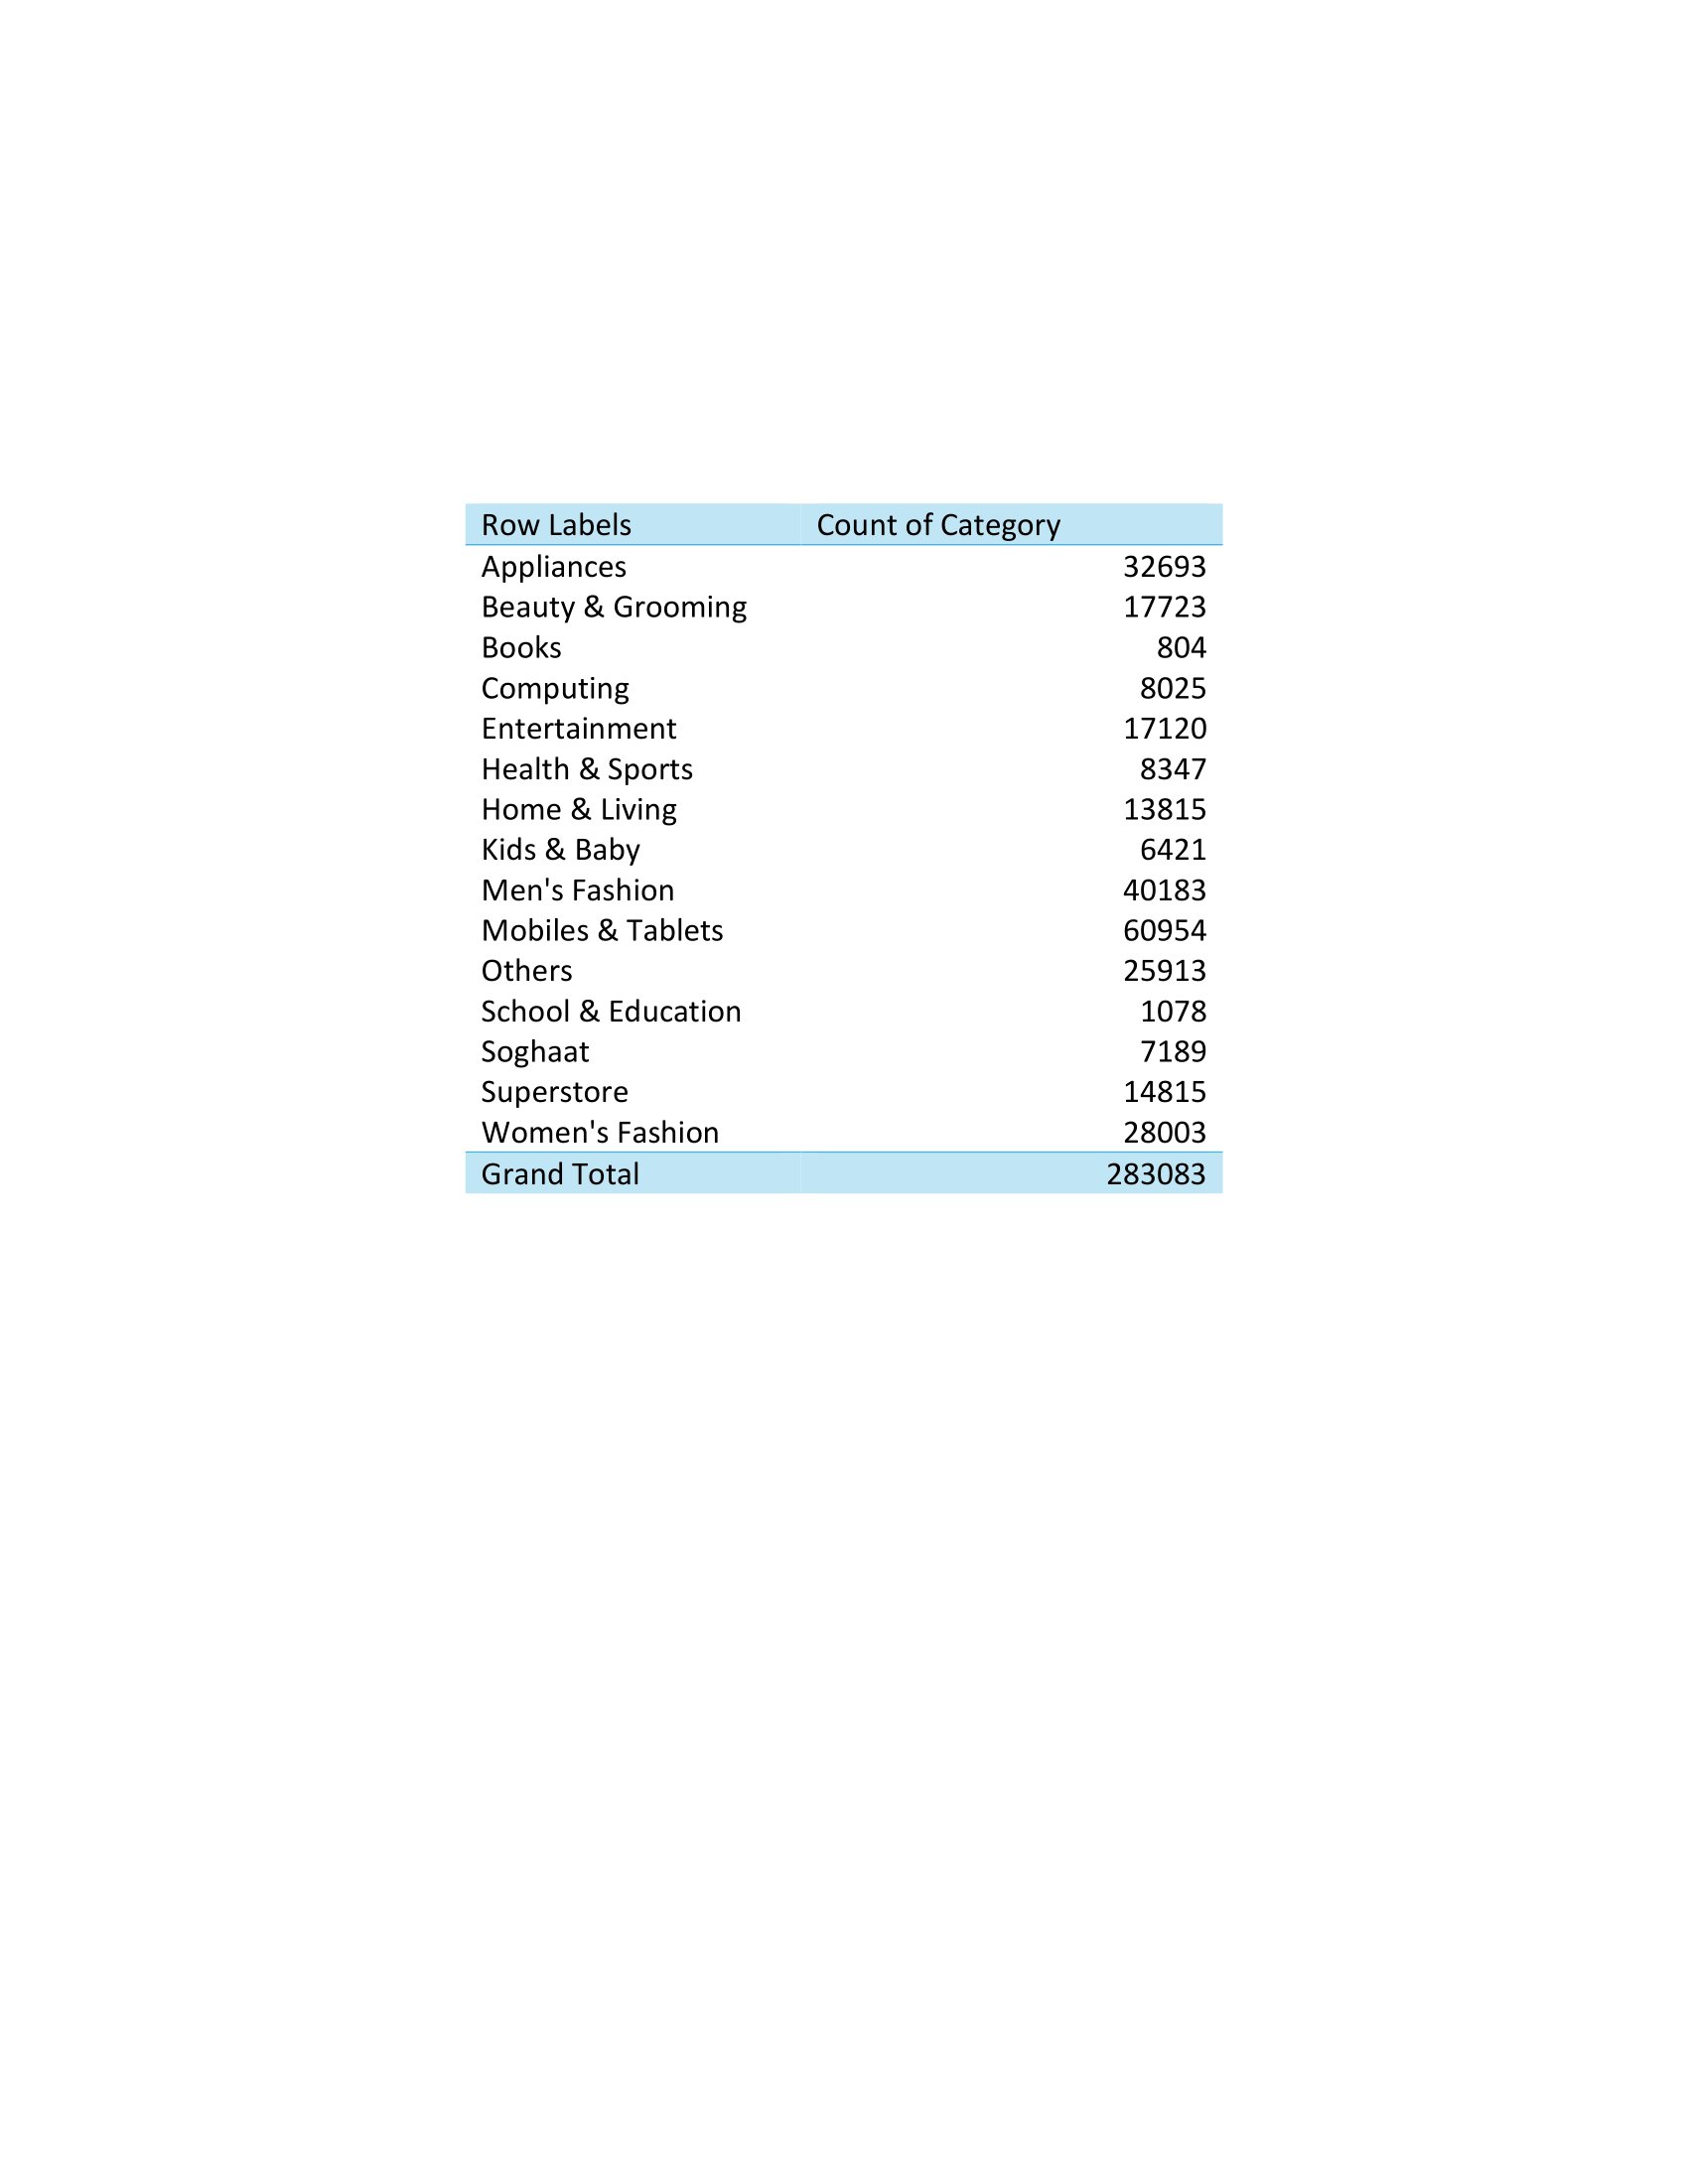 Row Labels Count of Category
Appliances 32693
Beauty & Grooming 17723
Books 804
Computing 8025
Entertainment 17120
Health & Sports 8347
Home & Living 13815
Kids & Baby 6421
Men's Fashion 40183
Mobiles & Tablets 60954
Others 25913
School & Education 1078
Soghaat 7189
Superstore 14815
Women's Fashion 28003
Grand Total 283083